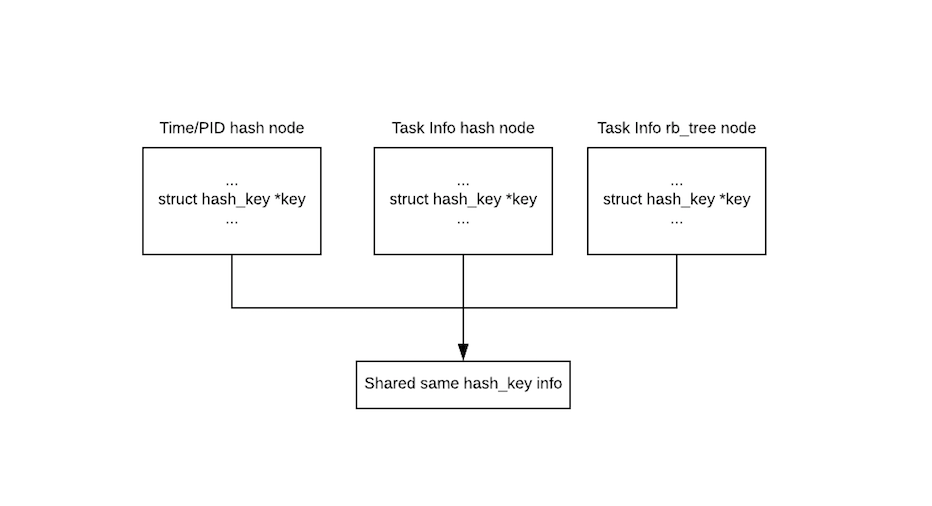 Time/PID hash node
Task Info hash node
Task Info rb_tree node
...
struct hash_key *key
...
...
struct hash_key *key
...
...
struct hash_key *key
...
Shared same hash_key info